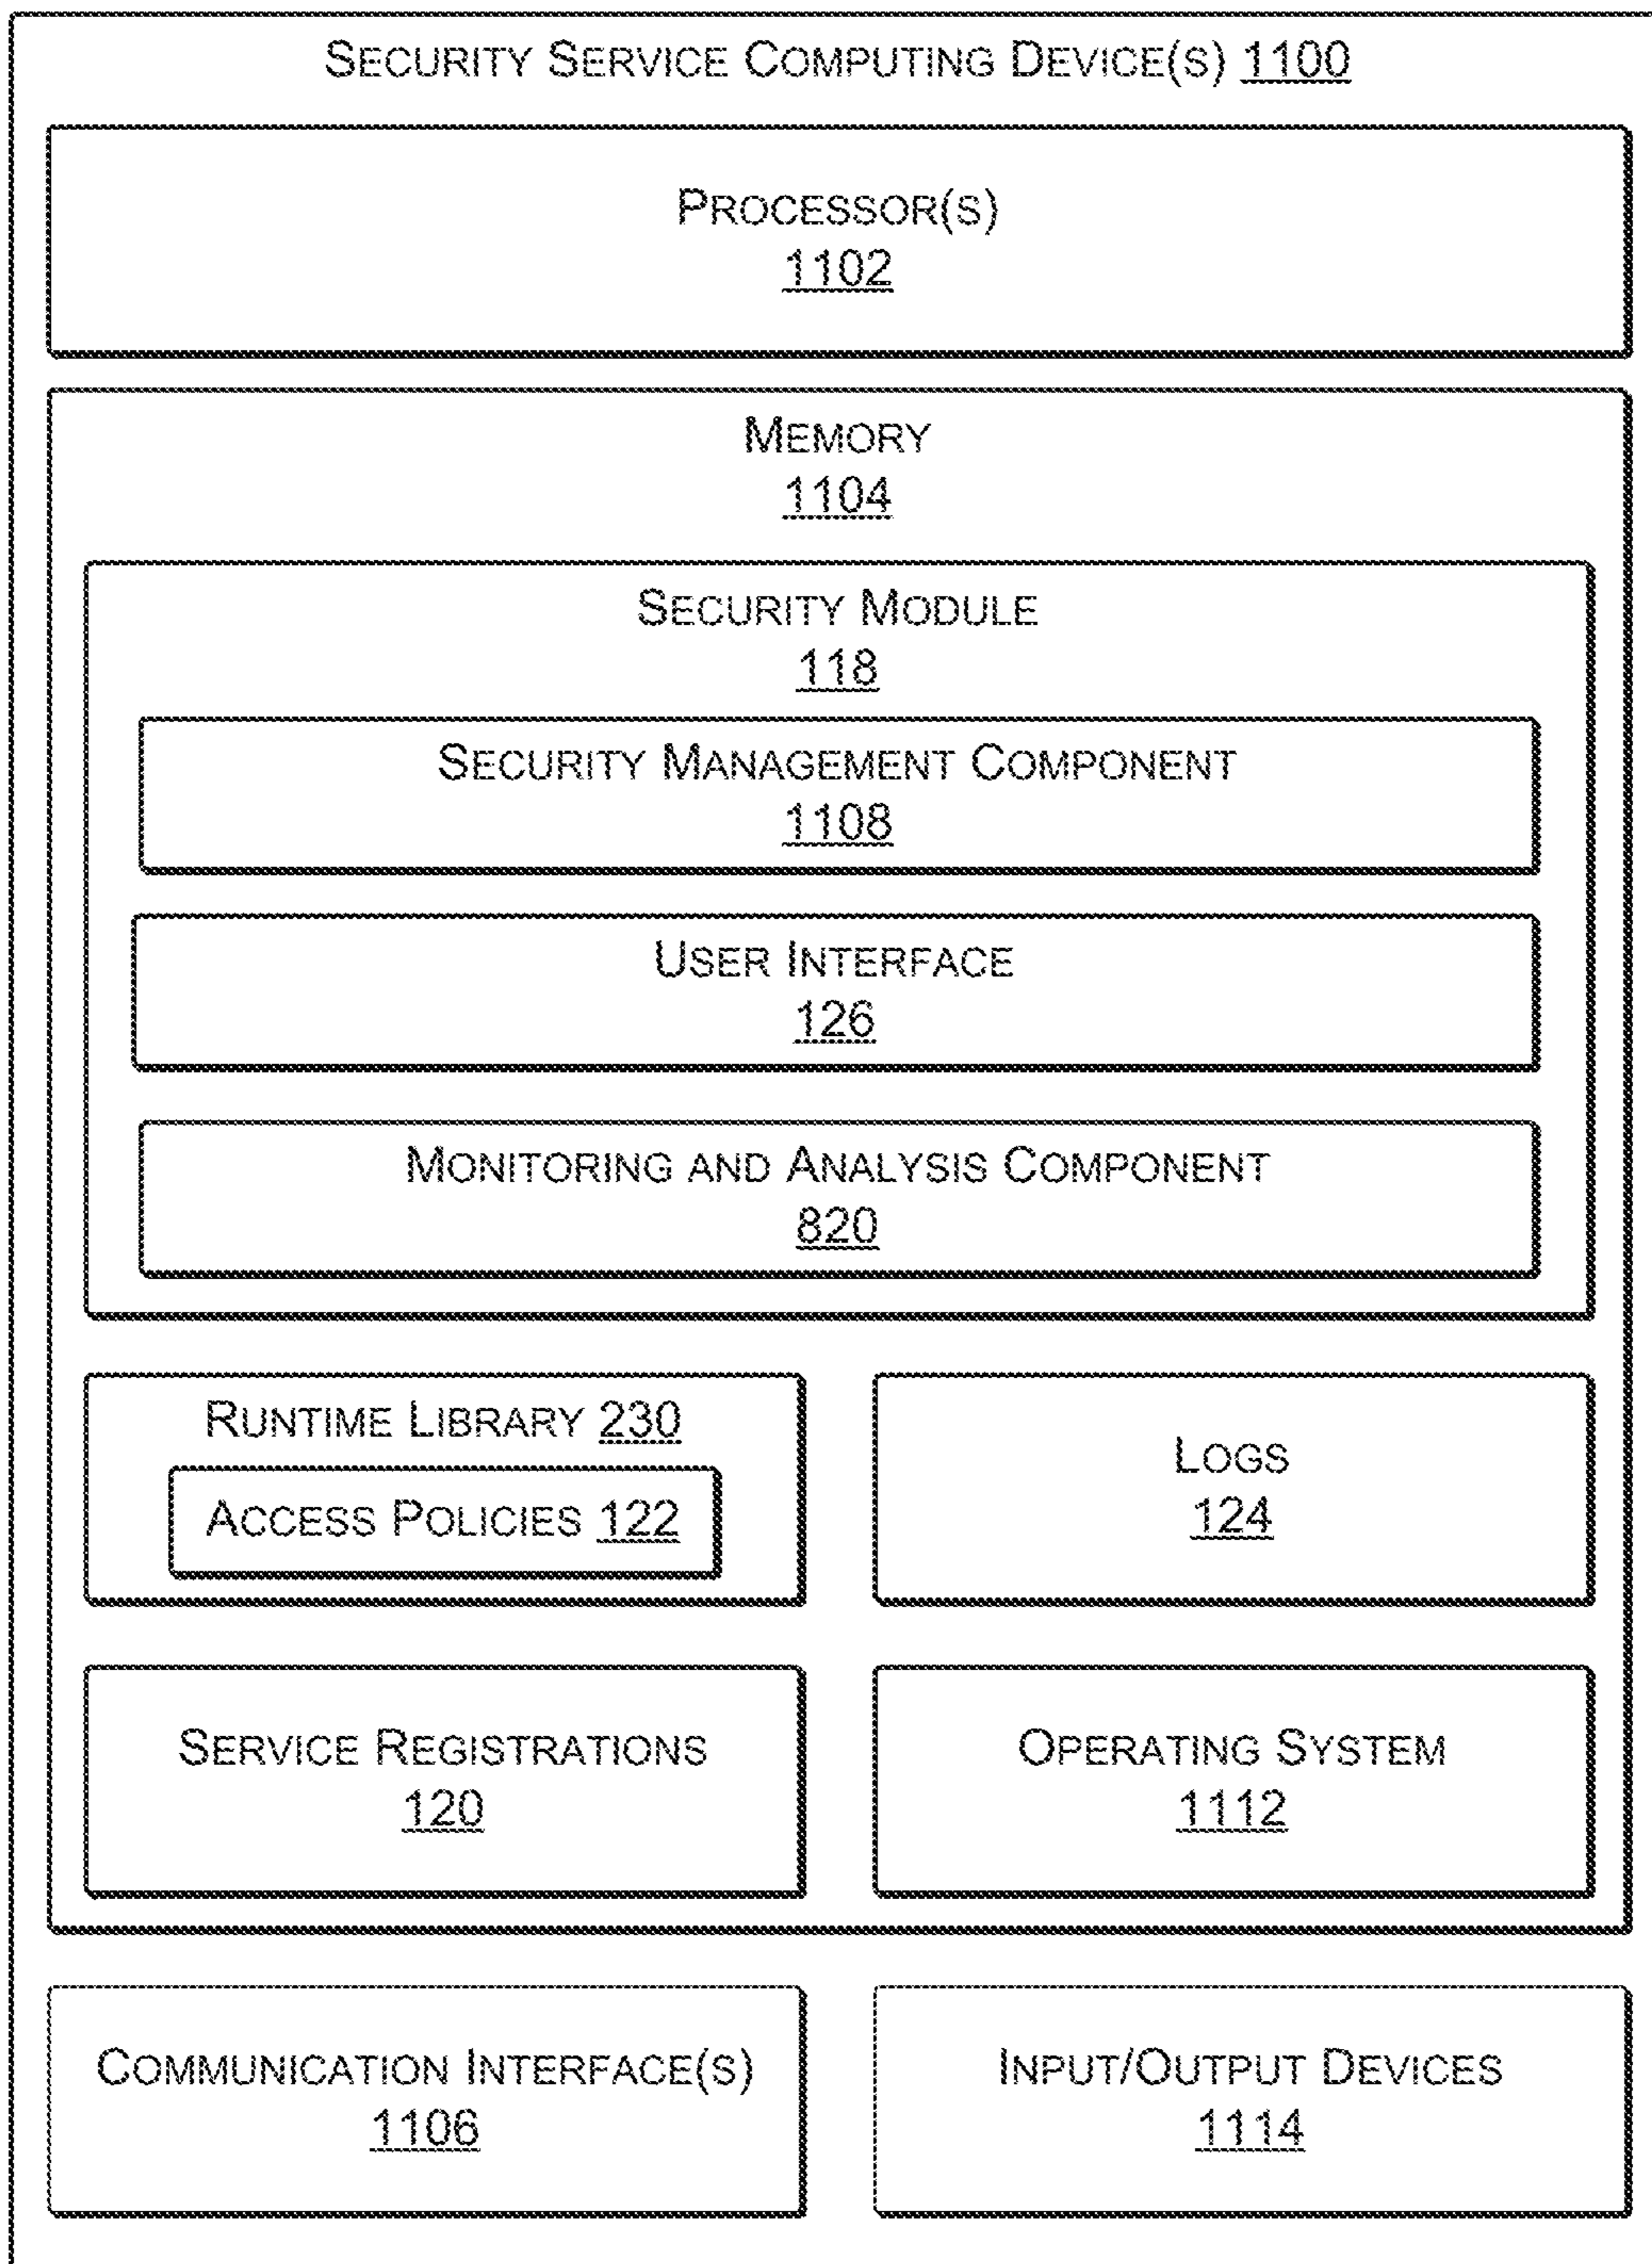 SECURITY SERVICE COMPUTING DEVICE(S) 1100
PROCESSOR(S)
1102
MEMORY
1104
SECURITY MODULE
118
SECURITY MANAGEMENT COMPONENT
1108
USER INTERFACE
126
MONITORING AND ANALYSIS COMPONENT
820
RUNTIME LIBRARY 230
ACCESS POLICIES 122
LOGS
124
SERVICE REGISTRATIONS
120
OPERATING SYSTEM
1112
COMMUNICATION INTERFACE(S)
1106
INPUT/OUTPUT DEVICES
1114